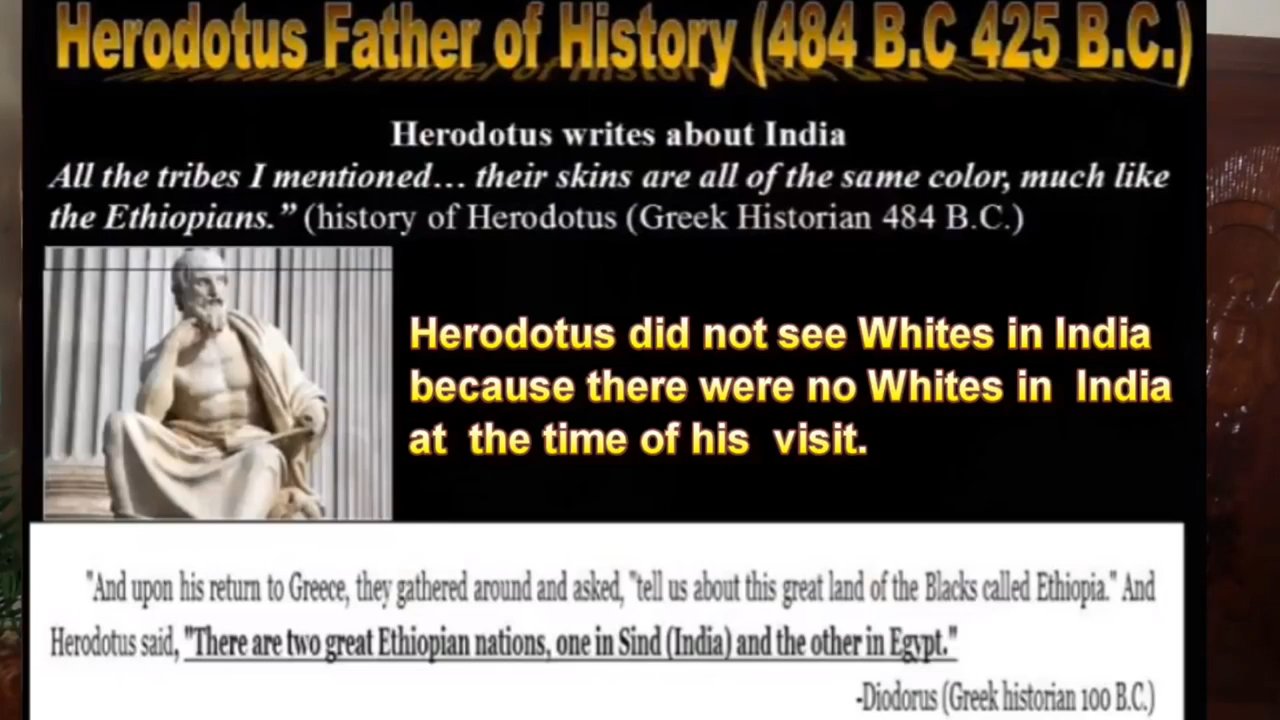 Herodotus Father of History (484 B.C 425 B.C.)
Herodotus writes about India
All the tribes I mentioned... their skins are all of the same color, much like
the Ethiopians.” (history of Herodotus (Greek Historian 484 B.C.)
Herodotus did not see Whites in India
because there were no Whites in India
at the time of his visit.
"And upon his return to Greece, they gathered around and asked, "tell us about this great land of the Blacks called Ethiopia." And
Herodotus said, "There are two great Ethiopian nations, one in Sind (India) and the other in Egypt."
-Diodorus (Greek historian 100 B.C.)